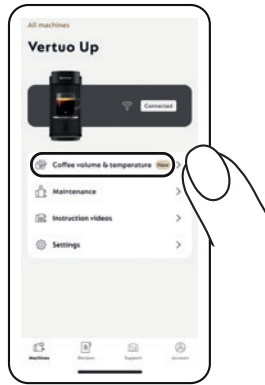 All machines
Vertuo Up
Connected
Coffee volume & temperature New
Maintenance
Instruction videos
Settings
Machines
Recipes
Support
Account